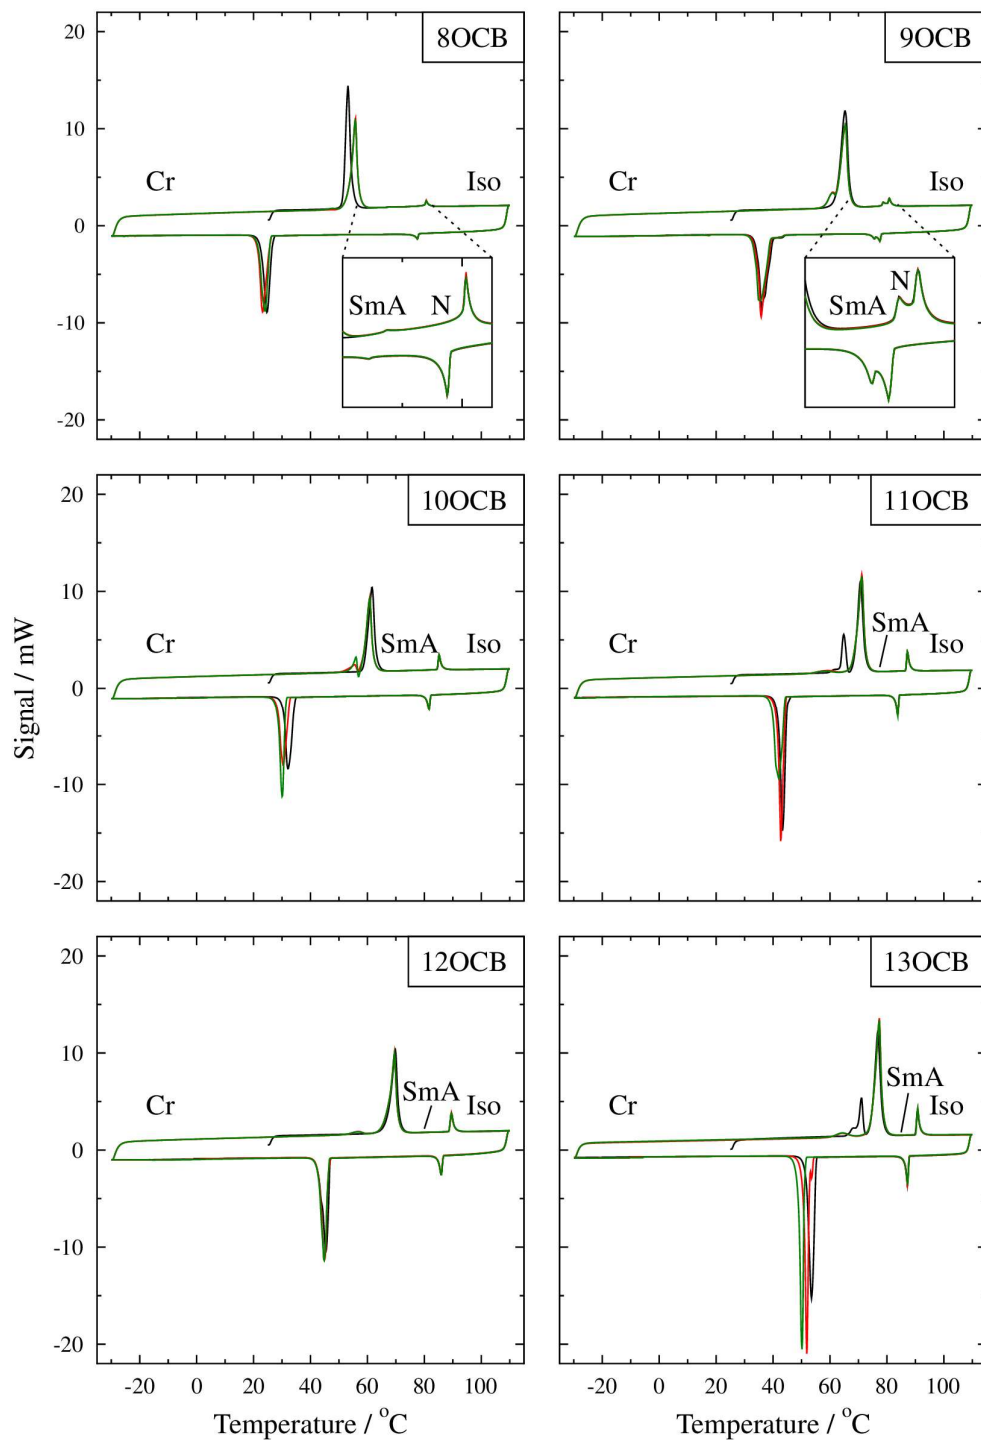 8OCB
9OCB
20
10
0
-10
-20
Cr
Iso
SmA
N
Cr
Iso
SmA
N
10OCB
11OCB
20
10
0
-10
-20
Cr
SmA
Iso
Cr
SmA
Iso
Signal / mW
12OCB
13OCB
20
10
0
-10
-20
Cr
SmA
Iso
Cr
SmA
Iso
-20 0 20 40 60 80 100
-20 0 20 40 60 80 100
Temperature / °C
Temperature / °C